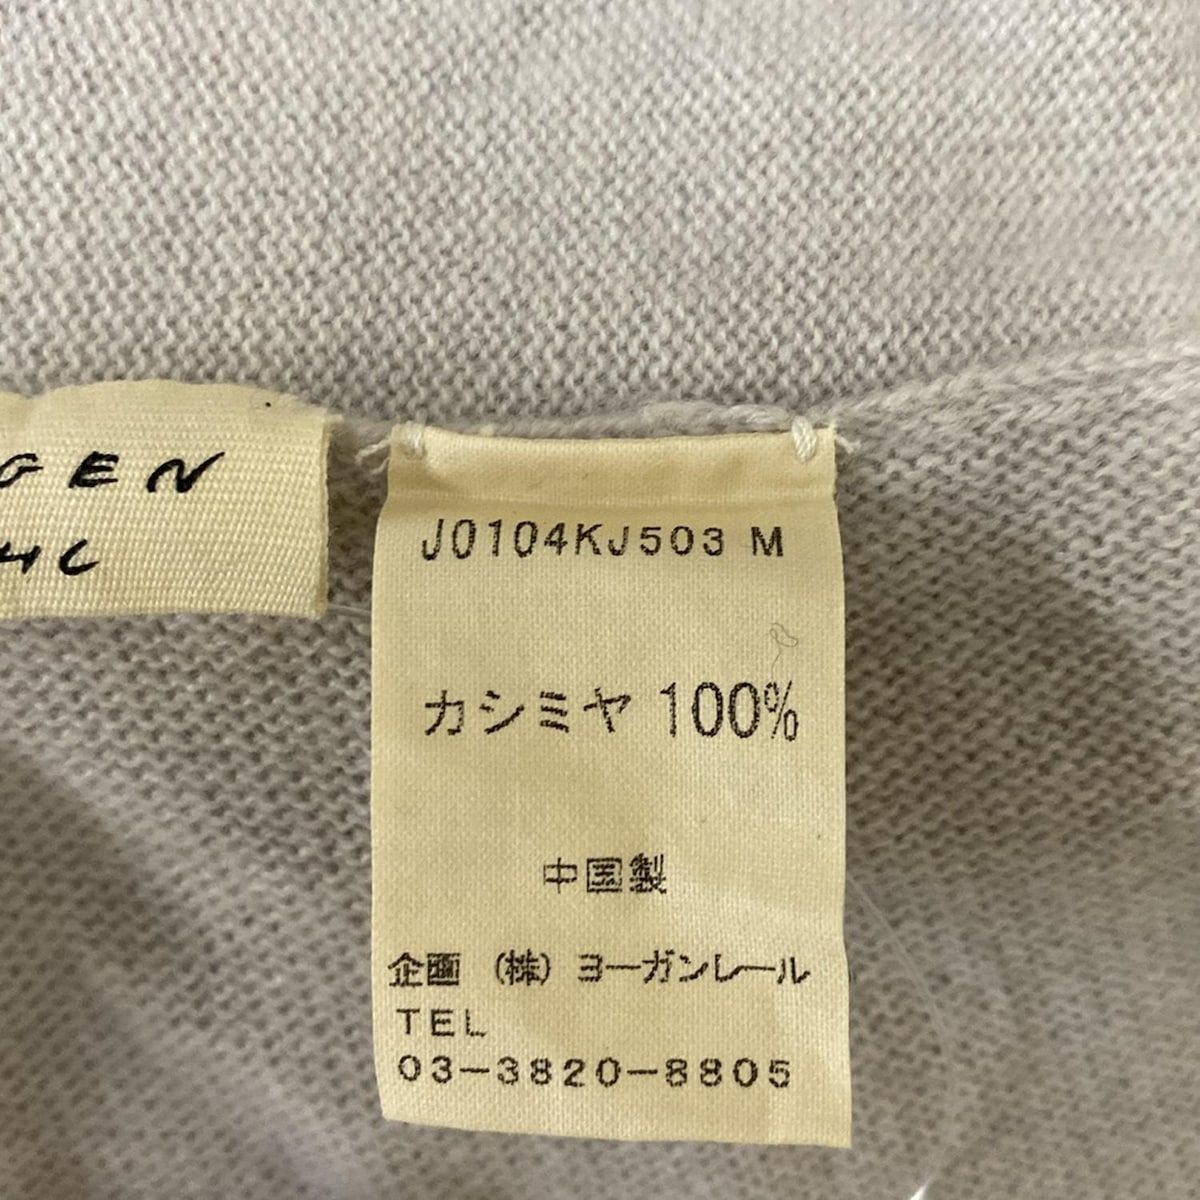 GEN
HL
J0104KJ503 M
カシミヤ 100%
中国製
企画 (株) ヨーガンレール
TEL
03-3820-8805